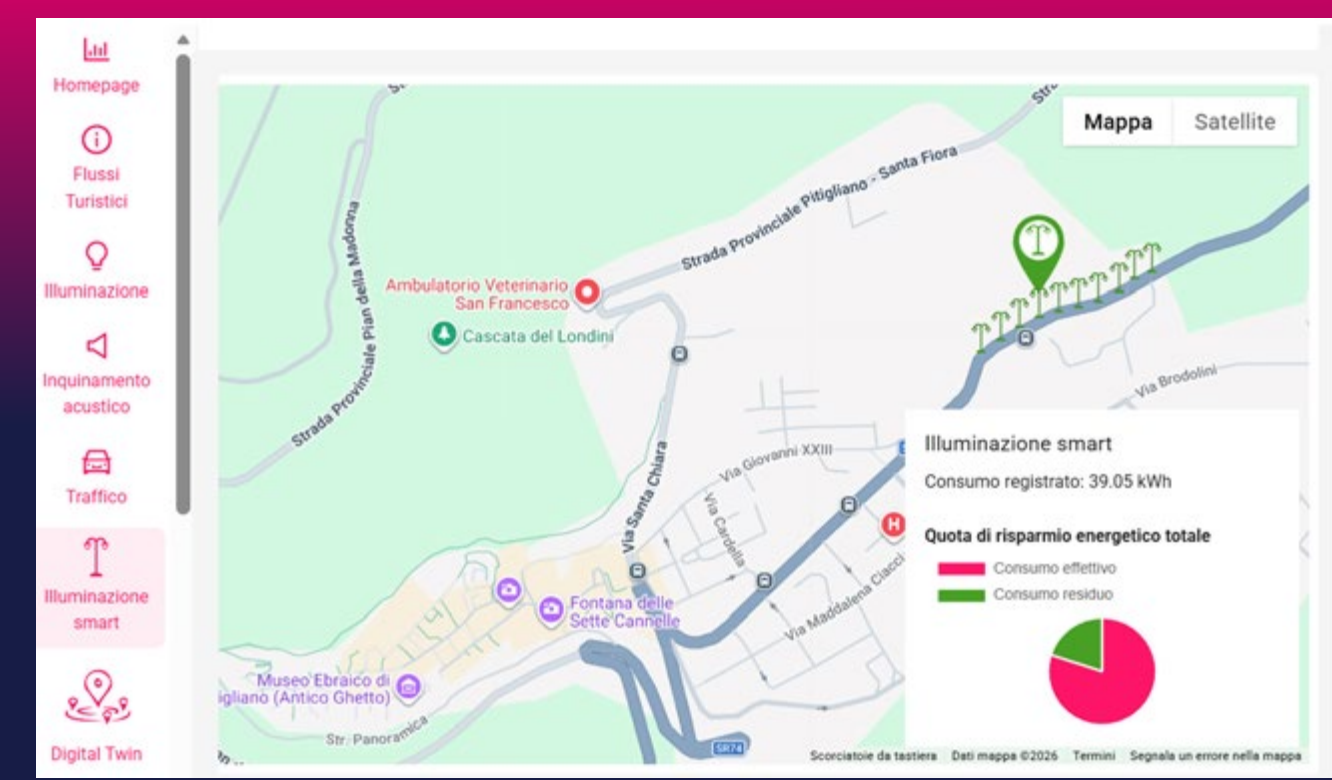 Homepage
Flussi
Turistici
Illuminazione
Inquinamento
acustico
Traffico
Illuminazione
smart
Digital Twin
Mappa
Satellite
Strada Provinciale Pitigliano - Santa Fiora
Strada Provinciale Pian della Madonna
Ambulatorio Veterinario
San Francesco
Cascata del Londini
Via Brodolini
Via Giovanni XXIII
Via Santa Chiara
Via Cardella
Via Maddalena Ciacci
H
Fontana delle
Sette Cannelle
Museo Ebraico di
igliano (Antico Ghetto)
Str. Panoramica
SR74
Illuminazione smart
Consumo registrato: 39.05 kWh
Quota di risparmio energetico totale
Consumo effettivo
Consumo residuo
Scorciatoie da tastiera
Dati mappa ©2026
Termini
Segnala un errore nella mappa